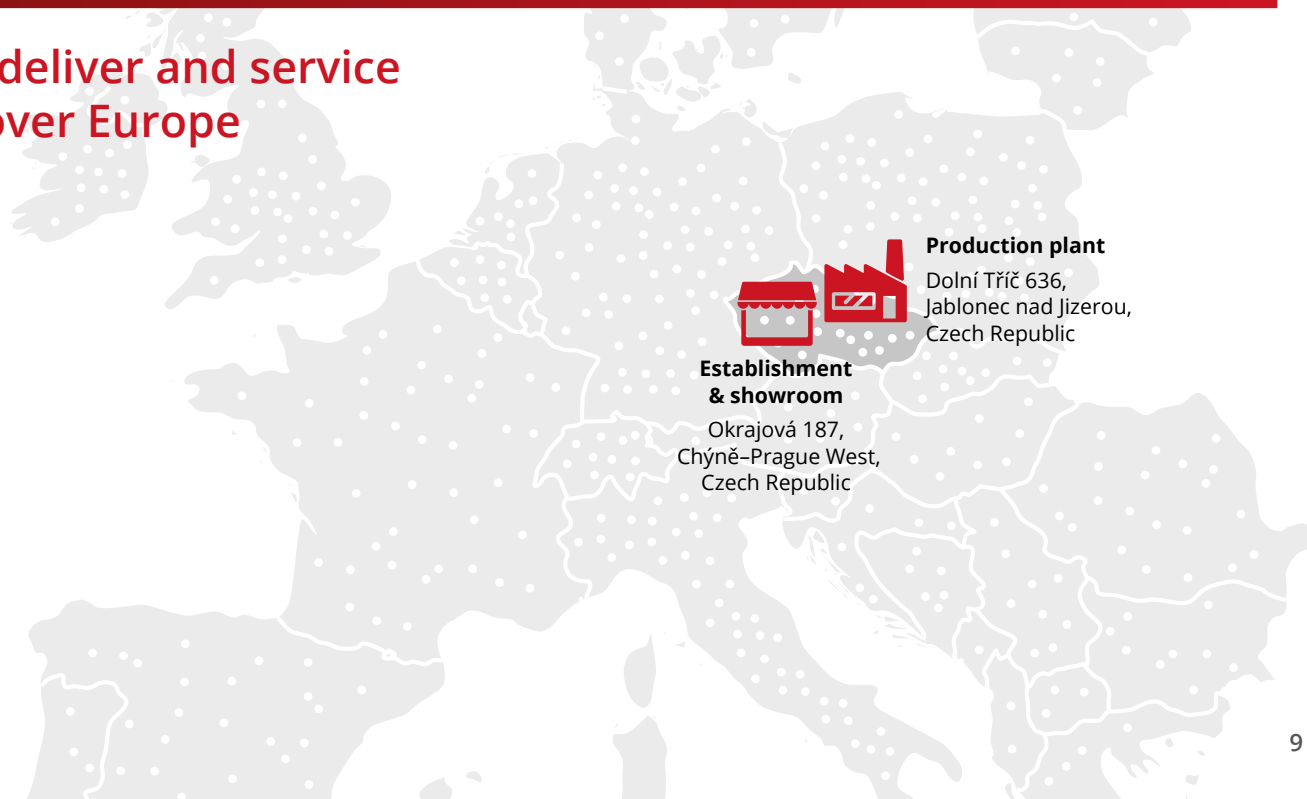 deliver and service
over Europe
Production plant
Dolní Tříč 636,
Jablonec nad Jizerou,
Czech Republic
Establishment
& showroom
Okrajová 187,
Chýně–Prague West,
Czech Republic
9